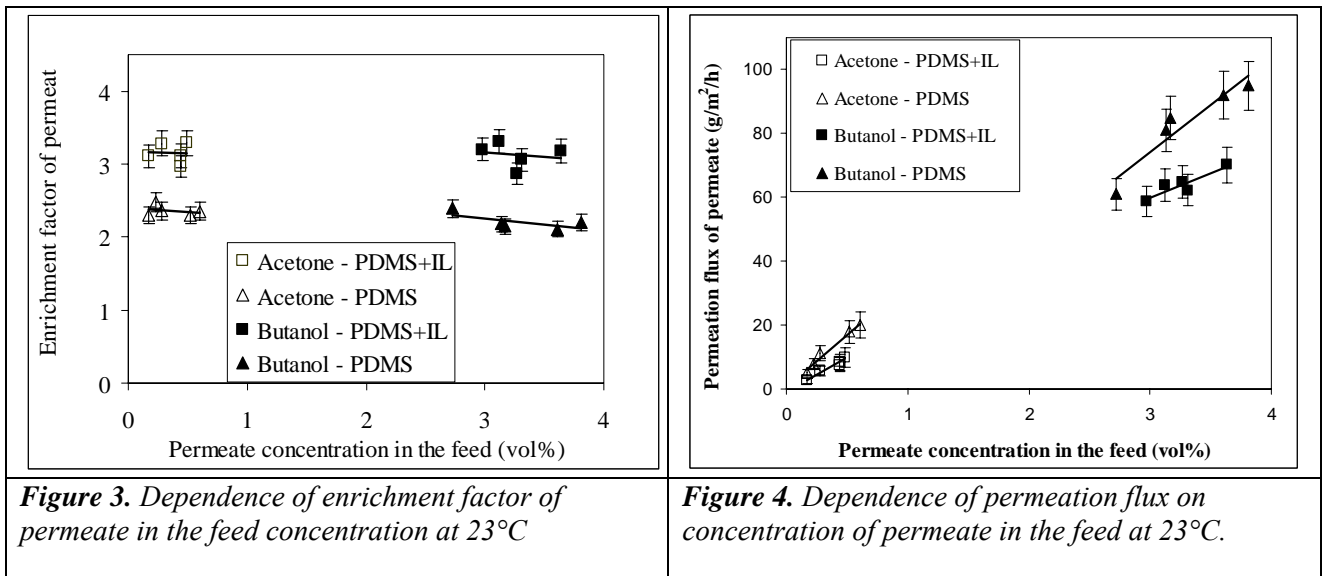 Enrichment factor of permeat
4
3
2
1
0
Acetone - PDMS+IL
Acetone - PDMS
Butanol - PDMS+IL
Butanol - PDMS
0 1 2 3 4
Permeate concentration in the feed (vol%)
Figure 3. Dependence of enrichment factor of
permeate in the feed concentration at 23°C
Permeation flux of permeate (g/m²/h)
100
80
60
40
20
0
Acetone - PDMS+IL
Acetone - PDMS
Butanol - PDMS+IL
Butanol - PDMS
0 1 2 3 4
Permeate concentration in the feed (vol%)
Figure 4. Dependence of permeation flux on
concentration of permeate in the feed at 23°C.